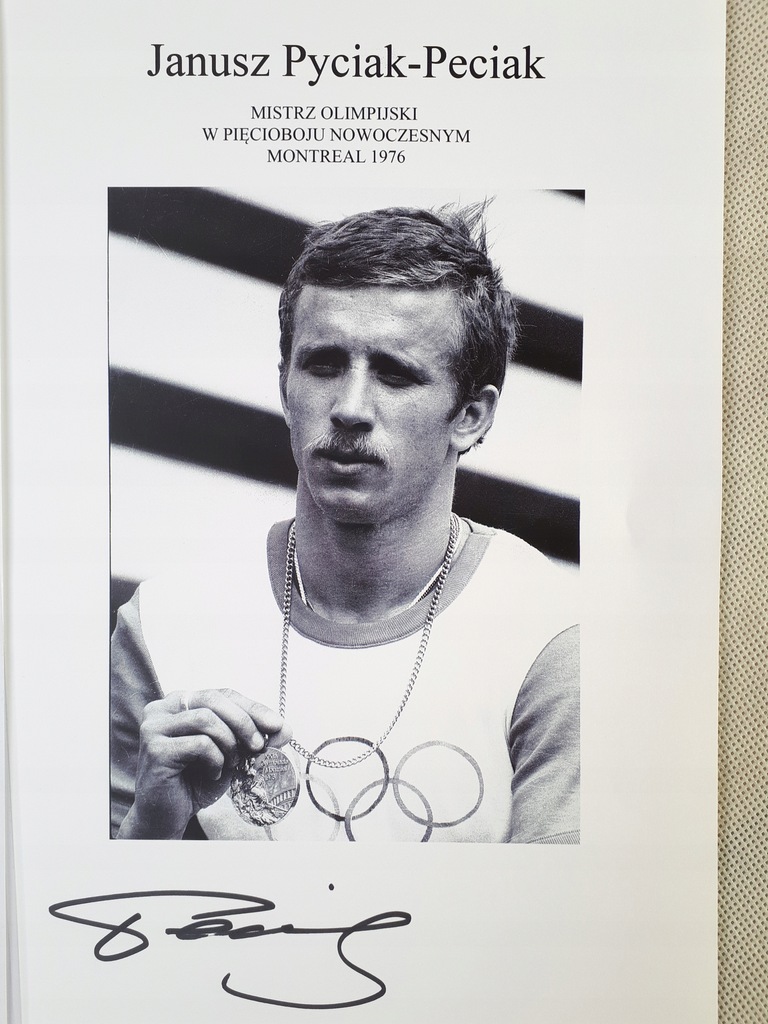 Janusz Pyciak-Peciak
MISTRZ OLIMPIJSKI
W PIĘCIOBOJU NOWOCZESNYM
MONTREAL 1976